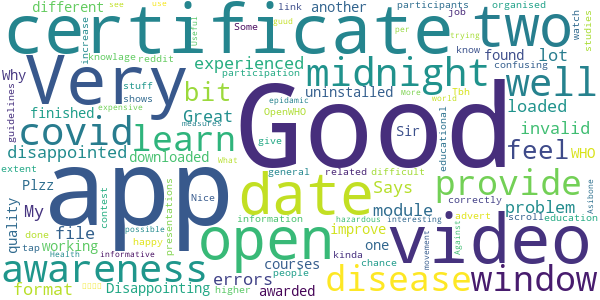 certificate two
Very Good midnight well
different link another
participants organised job
see use
Useful
increase per guud Some
reddit studies trying
Tbh watch
knowlage know
experienced found lot
Why stuff participation confusing
guidelines shows epidamic More
finished bit uninstalled loaded
covid learn Great OpenWHO world
measures
expensive What
Sir feel invalid
educational WHO
disappointed downloaded give
app date provide
general related difficult
Plzz Says
extent My
Nice module problem
correctly
information advert scroll education
Asibone
quality file contest presentations
open video
improve
hazardous interesting
done possible happy
tap working errors one kinda
movement Against
awareness courses people chance
disease window
Health informative
format Disappointing higher awarded